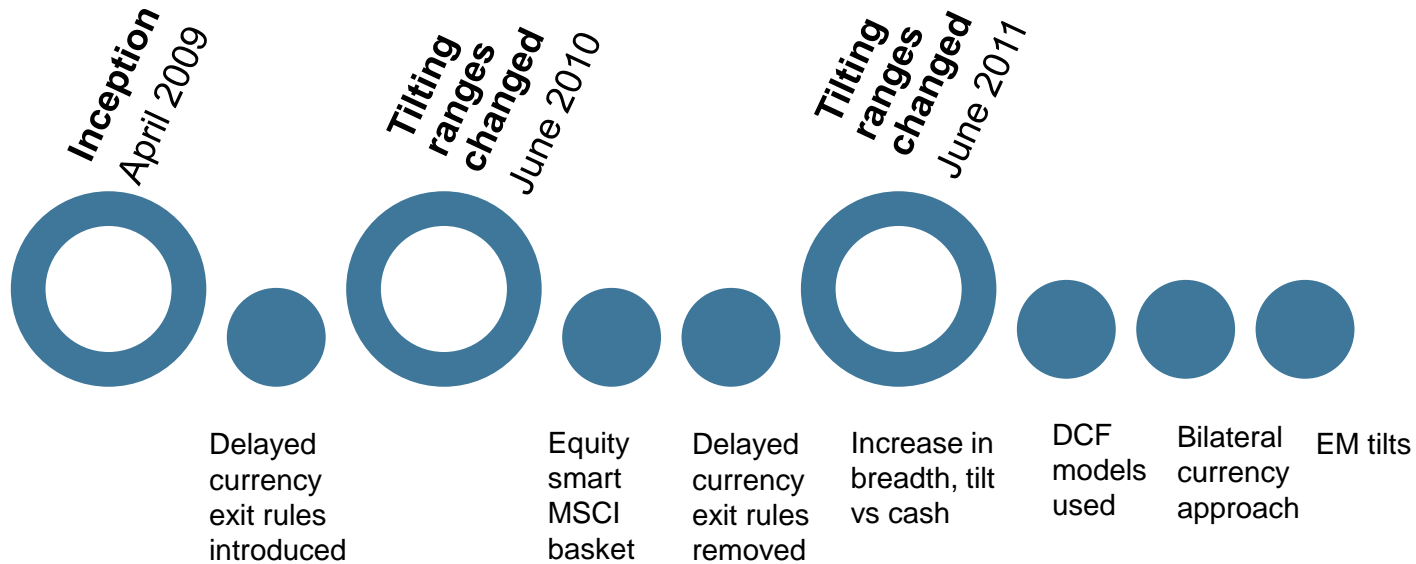 Inception
April 2009
Tilting
ranges
changed
June 2010
Tilting
ranges
changed
June 2011
Delayed
currency
exit rules
introduced
Equity
smart
MSCI
basket
Delayed
currency
exit rules
removed
Increase in
breadth, tilt
vs cash
DCF
models
used
Bilateral
currency
approach
EM tilts